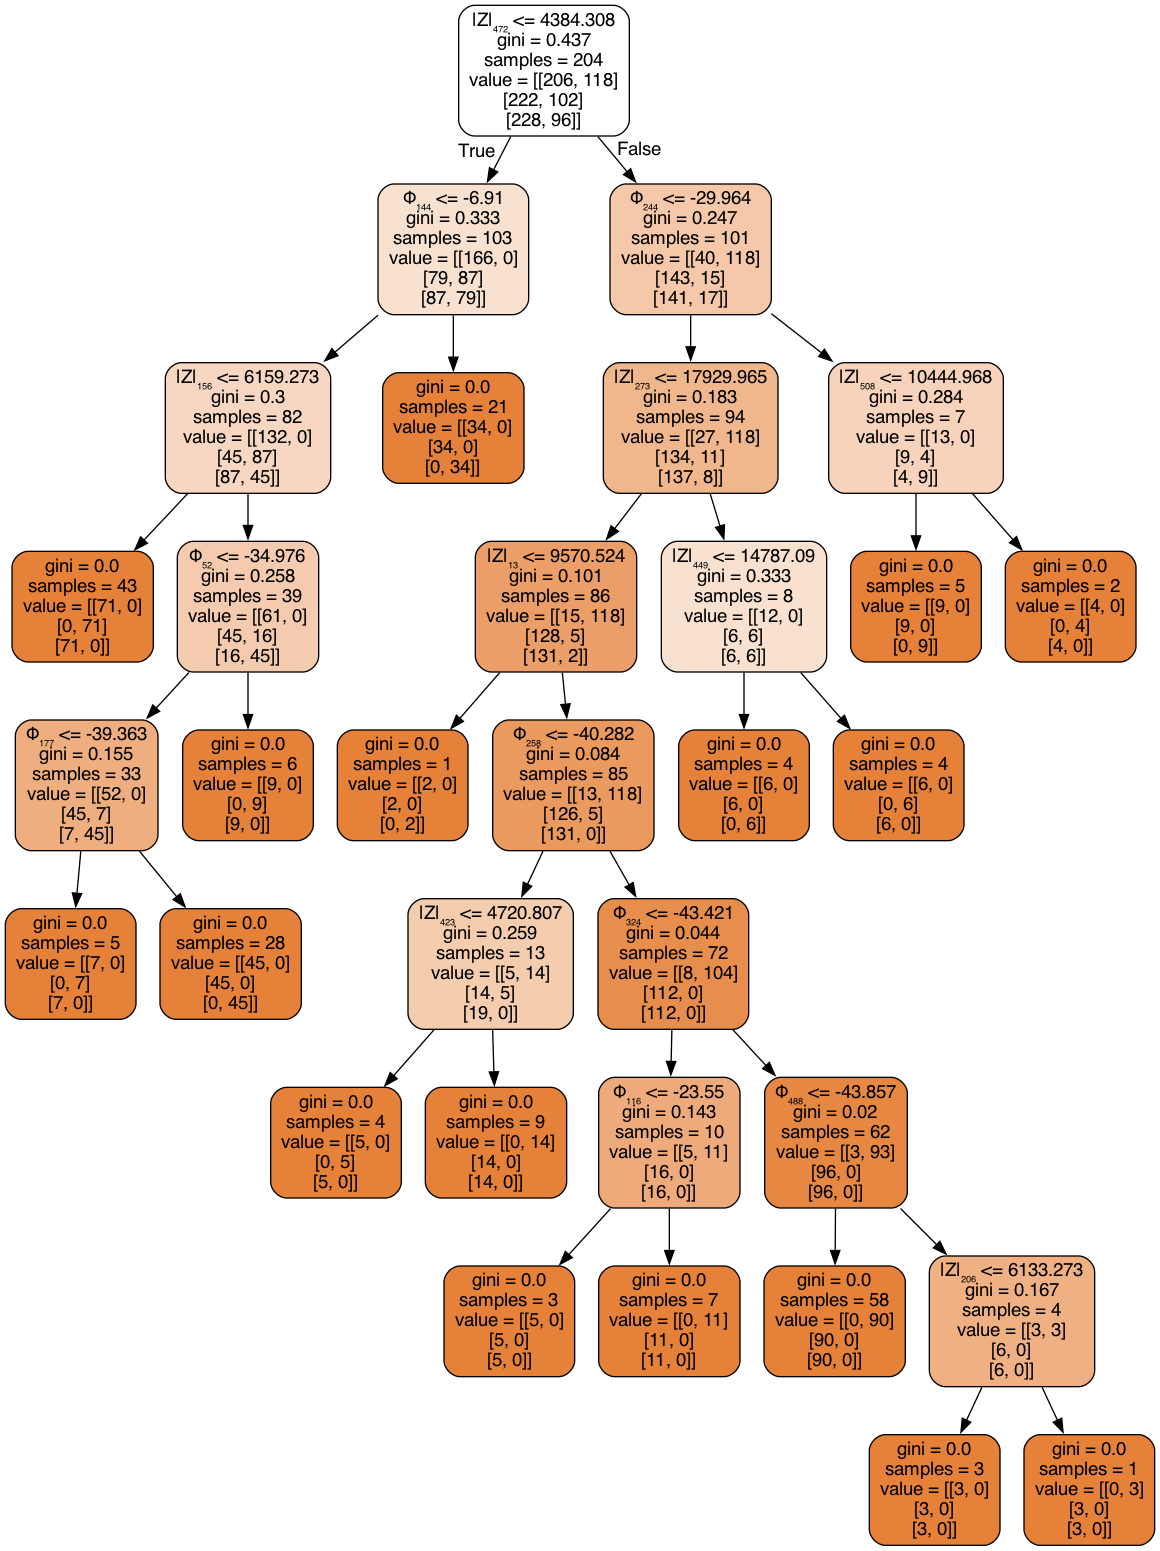 |Z|₄₇₂ <= 4384.308
gini = 0.437
samples = 204
value = [[206, 118]
[222, 102]
[228, 96]]
True
False
Φ₁₄₄ <= -6.91
gini = 0.333
samples = 103
value = [[166, 0]
[79, 87]
[87, 79]]
Φ₂₄₄ <= -29.964
gini = 0.247
samples = 101
value = [[40, 118]
[143, 15]
[141, 17]]
|Z|₁₅₆ <= 6159.273
gini = 0.3
samples = 82
value = [[132, 0]
[45, 87]
[87, 45]]
gini = 0.0
samples = 21
value = [[34, 0]
[34, 0]
[0, 34]]
|Z|₂₇₃ <= 17929.965
gini = 0.183
samples = 94
value = [[27, 118]
[134, 11]
[137, 8]]
|Z|₅₀₈ <= 10444.968
gini = 0.284
samples = 7
value = [[13, 0]
[9, 4]
[4, 9]]
gini = 0.0
samples = 43
value = [[71, 0]
[0, 71]
[71, 0]]
Φ₅₂ <= -34.976
gini = 0.258
samples = 39
value = [[61, 0]
[45, 16]
[16, 45]]
|Z|₁₃ <= 9570.524
gini = 0.101
samples = 86
value = [[15, 118]
[128, 5]
[131, 2]]
|Z|₄₄₉ <= 14787.09
gini = 0.333
samples = 8
value = [[12, 0]
[6, 6]
[6, 6]]
gini = 0.0
samples = 5
value = [[9, 0]
[9, 0]
[0, 9]]
gini = 0.0
samples = 2
value = [[4, 0]
[0, 4]
[4, 0]]
Φ₁₇₇ <= -39.363
gini = 0.155
samples = 33
value = [[52, 0]
[45, 7]
[7, 45]]
gini = 0.0
samples = 6
value = [[9, 0]
[0, 9]
[9, 0]]
gini = 0.0
samples = 1
value = [[2, 0]
[2, 0]
[0, 2]]
Φ₂₅₈ <= -40.282
gini = 0.084
samples = 85
value = [[13, 118]
[126, 5]
[131, 0]]
gini = 0.0
samples = 4
value = [[6, 0]
[6, 0]
[0, 6]]
gini = 0.0
samples = 4
value = [[6, 0]
[0, 6]
[6, 0]]
gini = 0.0
samples = 5
value = [[7, 0]
[0, 7]
[7, 0]]
gini = 0.0
samples = 28
value = [[45, 0]
[45, 0]
[0, 45]]
|Z|₄₂₃ <= 4720.807
gini = 0.259
samples = 13
value = [[5, 14]
[14, 5]
[19, 0]]
Φ₃₂₄ <= -43.421
gini = 0.044
samples = 72
value = [[8, 104]
[112, 0]
[112, 0]]
gini = 0.0
samples = 4
value = [[5, 0]
[0, 5]
[5, 0]]
gini = 0.0
samples = 9
value = [[0, 14]
[14, 0]
[14, 0]]
Φ₁₁₆ <= -23.55
gini = 0.143
samples = 10
value = [[5, 11]
[16, 0]
[16, 0]]
Φ₄₈₈ <= -43.857
gini = 0.02
samples = 62
value = [[3, 93]
[96, 0]
[96, 0]]
gini = 0.0
samples = 3
value = [[5, 0]
[5, 0]
[5, 0]]
gini = 0.0
samples = 7
value = [[0, 11]
[11, 0]
[11, 0]]
gini = 0.0
samples = 58
value = [[0, 90]
[90, 0]
[90, 0]]
|Z|₂₀₆ <= 6133.273
gini = 0.167
samples = 4
value = [[3, 3]
[6, 0]
[6, 0]]
gini = 0.0
samples = 3
value = [[3, 0]
[3, 0]
[3, 0]]
gini = 0.0
samples = 1
value = [[0, 3]
[3, 0]
[3, 0]]